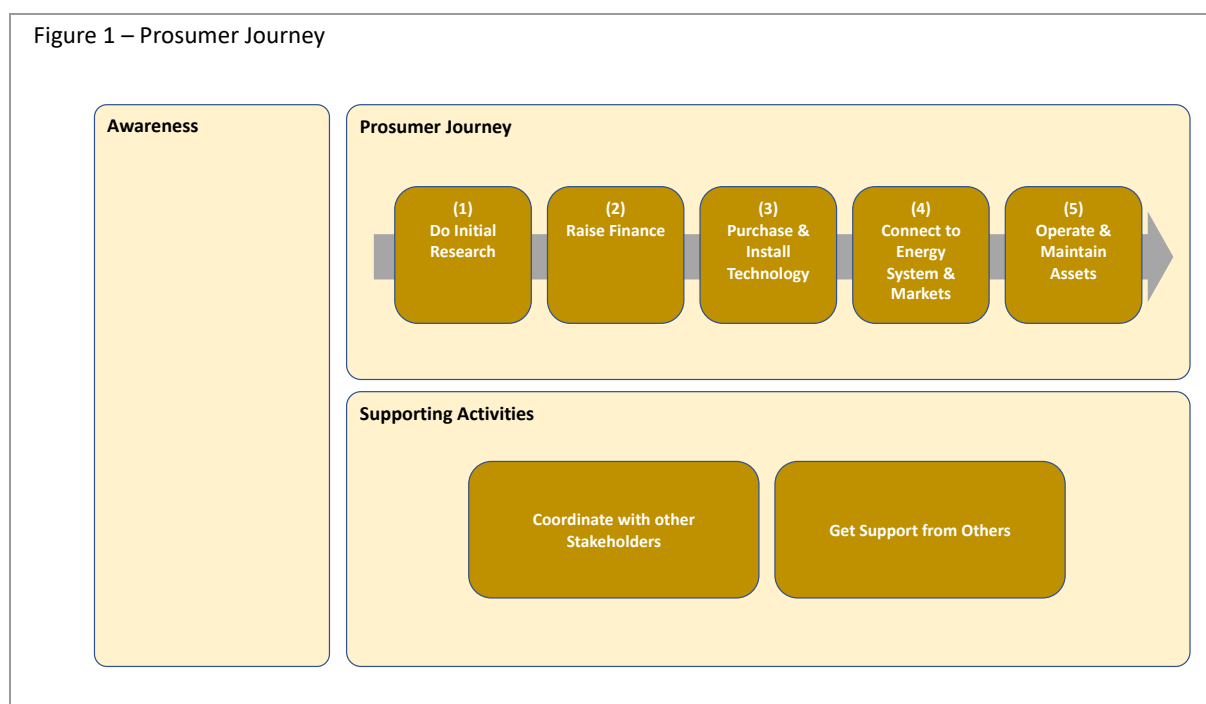 Figure 1 – Prosumer Journey
Awareness
Prosumer Journey
(1)
Do Initial
Research
(2)
Raise Finance
(3)
Purchase &
Install
Technology
(4)
Connect to
Energy
System &
Markets
(5)
Operate &
Maintain
Assets
Supporting Activities
Coordinate with other
Stakeholders
Get Support from Others